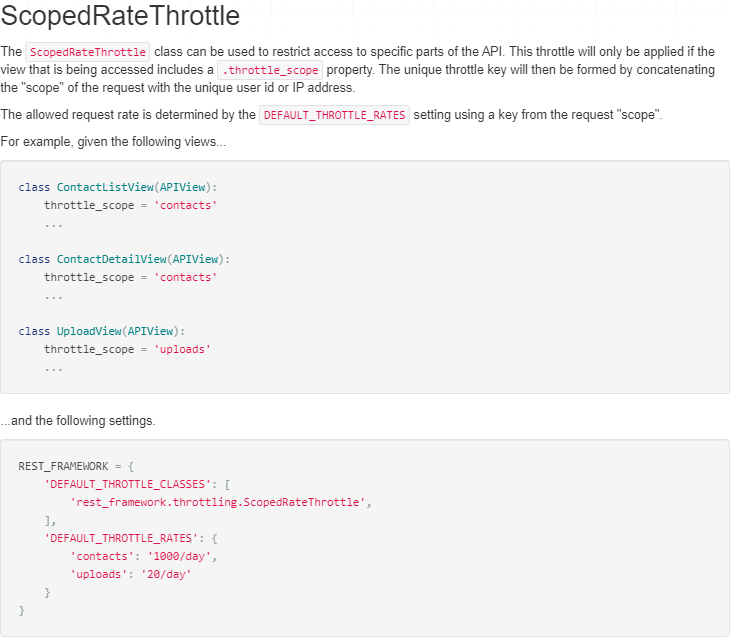 ScopedRateThrottle
The ScopedRateThrottle class can be used to restrict access to specific parts of the API. This throttle will only be applied if the
view that is being accessed includes a .throttle_scope property. The unique throttle key will then be formed by concatenating
the "scope" of the request with the unique user id or IP address.
The allowed request rate is determined by the DEFAULT_THROTTLE_RATES setting using a key from the request "scope".
For example, given the following views...
class ContactListView(APIView):
    throttle_scope = 'contacts'
    ...
class ContactDetailView(APIView):
    throttle_scope = 'contacts'
    ...
class UploadView(APIView):
    throttle_scope = 'uploads'
    ...
...and the following settings.
REST_FRAMEWORK = {
    'DEFAULT_THROTTLE_CLASSES': [
        'rest_framework.throttling.ScopedRateThrottle',
    ],
    'DEFAULT_THROTTLE_RATES': {
        'contacts': '1000/day',
        'uploads': '20/day'
    }
}